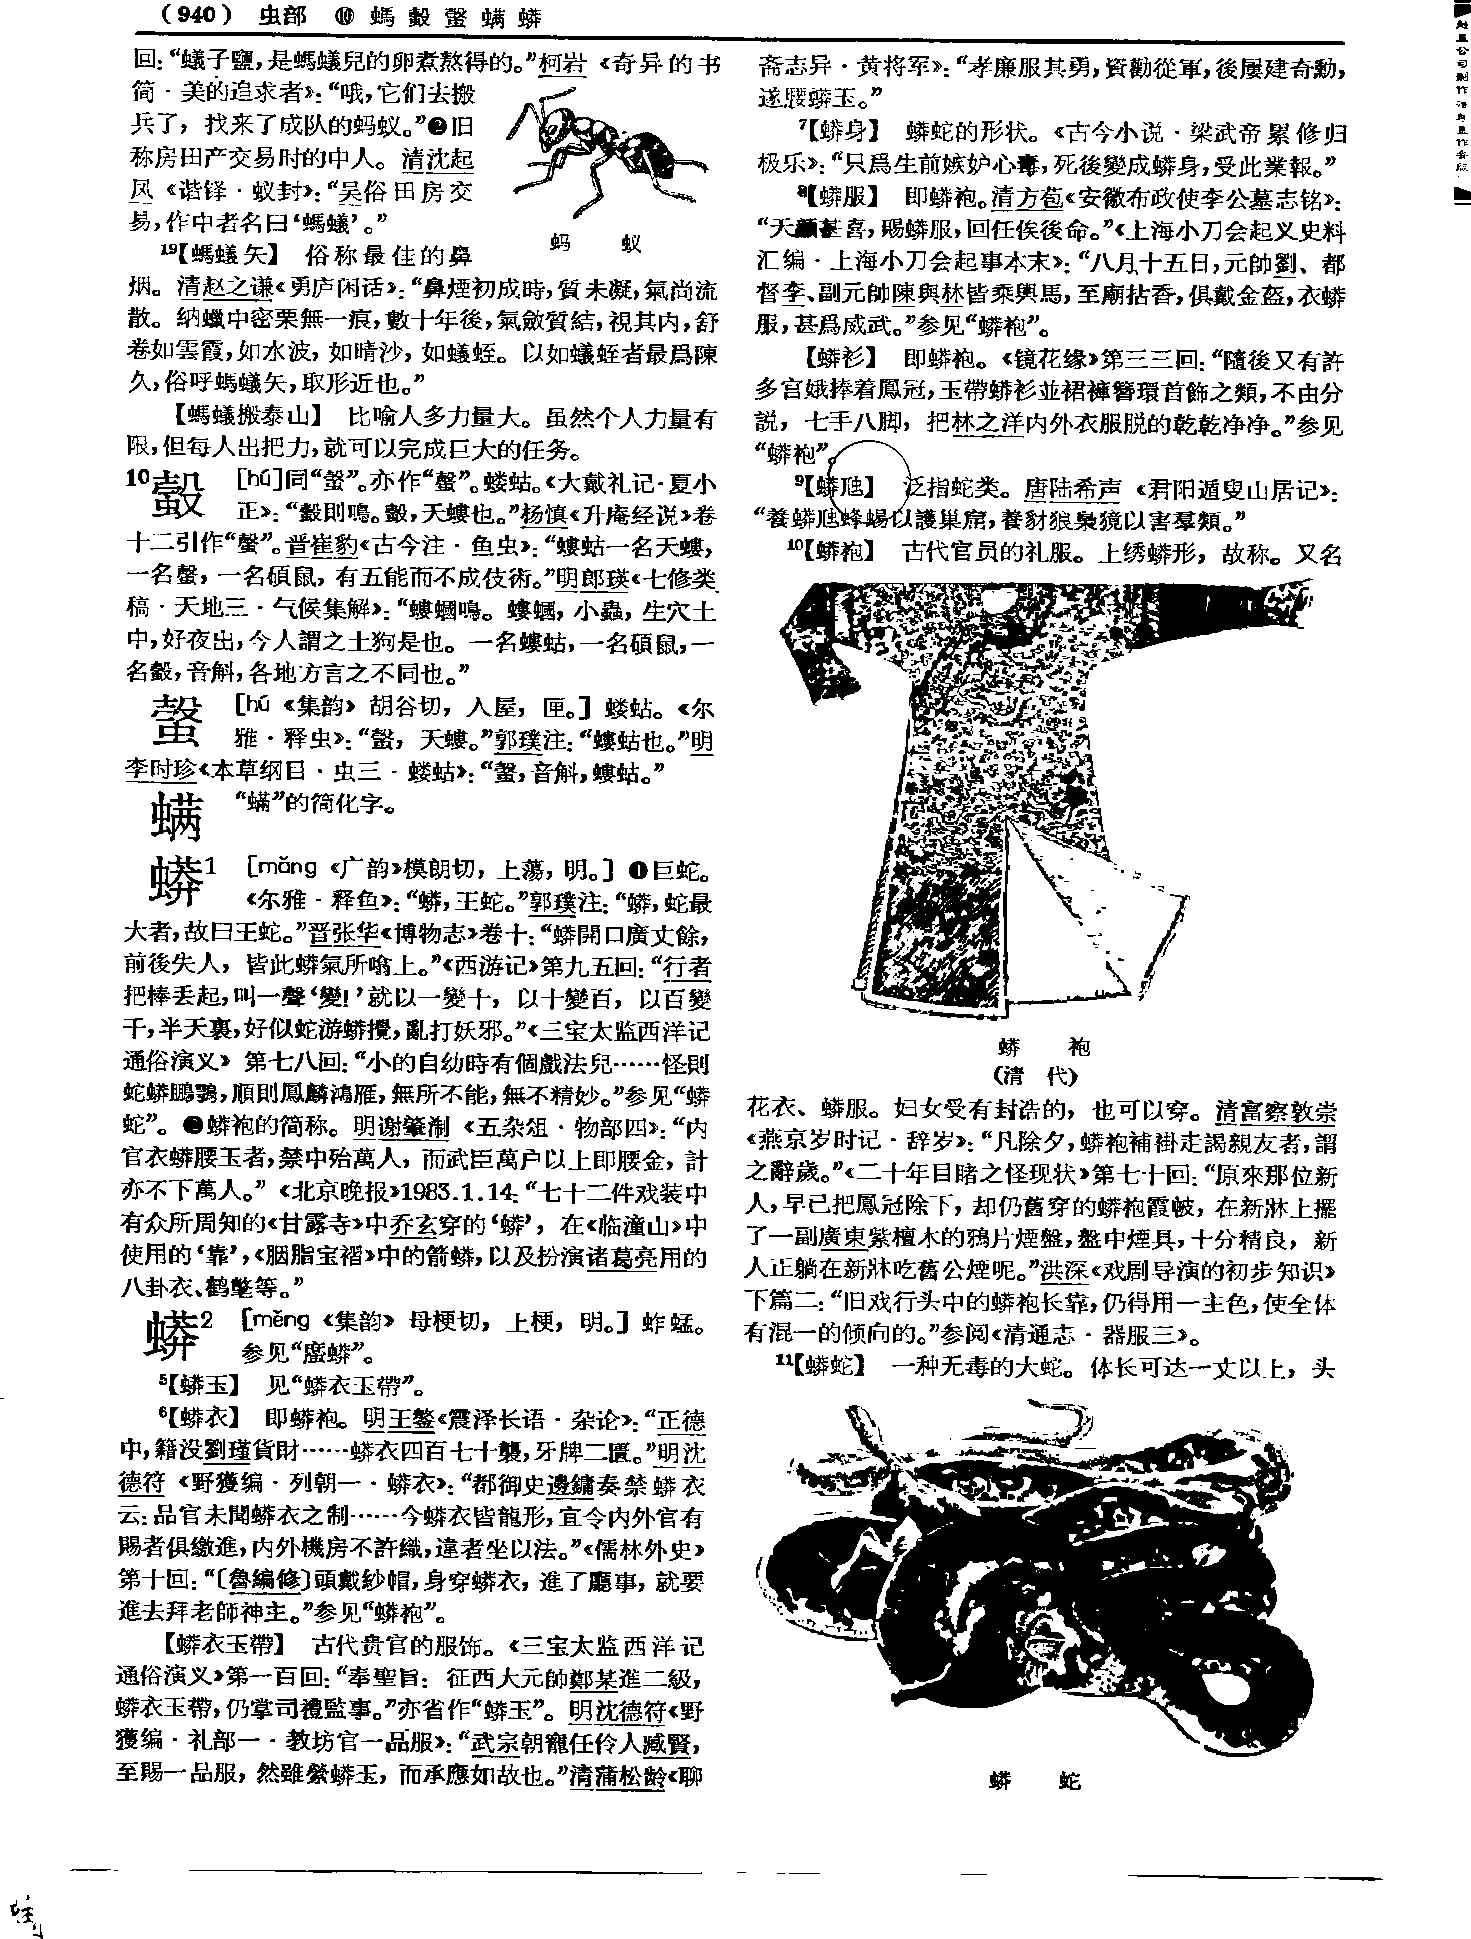 （940） 虫部 ⑩ 螞 㲄 螜 螨 蟒
回：“蟻子鹽，是螞蟻兒的卵煮熬得的。”柯岩《奇异的书
简·美的追求者》：“哦，它们去搬
兵了，找来了成队的蚂蚁。”❷旧
称房田产交易时的中人。清沈起
风《谐铎·蚁封》：“吴俗田房交
易，作中者名曰‘螞蟻’。”
蚂 蚁
19【螞蟻矢】 俗称最佳的鼻
烟。清赵之谦《勇庐闲话》：“鼻煙初成時，質未凝，氣尚流
散。納蠟中密栗無一痕，數十年後，氣斂質結，視其内，舒
卷如雲霞，如水波，如晴沙，如蟻蛭。以如蟻蛭者最爲陳
久，俗呼螞蟻矢，取形近也。”
【螞蟻搬泰山】 比喻人多力量大。虽然个人力量有
限，但每人出把力，就可以完成巨大的任务。
10 [hú]同“螜”。亦作“螜”。蝼蛄。《大戴礼记·夏小
正》：“㲄則鳴。㲄，天螻也。”杨慎《升庵经说》卷
十二引作“螜”。晋崔豹《古今注·鱼虫》：“螻蛄一名天螻，
一名螜，一名碩鼠，有五能而不成伎術。”明郎瑛《七修类
稿·天地三·气候集解》：“螻蟈鳴。螻蟈，小蟲，生穴土
中，好夜出，今人謂之土狗是也。一名螻蛄，一名碩鼠，一
名㲄，音斛，各地方言之不同也。”
螜 [hú《集韵》胡谷切，入屋，匣。] 蝼蛄。《尔
雅·释虫》：“螜，天螻。”郭璞注：“螻蛄也。”明
李时珍《本草纲目·虫三·蝼蛄》：“螜，音斛，螻蛄。”
螨 “蟎”的简化字。
蟒1 [mǎng《广韵》模朗切，上蕩，明。] ❶巨蛇。
《尔雅·释鱼》：“蟒，王蛇。”郭璞注：“蟒，蛇最
大者，故曰王蛇。”晋张华《博物志》卷十：“蟒開口廣丈餘，
前後失人，皆此蟒氣所噏上。”《西游记》第九五回：“行者
把棒丢起，叫一聲‘變！’就以一變十，以十變百，以百變
千，半天裏，好似蛇游蟒攪，亂打妖邪。”《三宝太监西洋记
通俗演义》第七八回：“小的自幼時有個戲法兒……怪則
蛇蟒鵬鶚，順則鳳麟鴻雁，無所不能，無不精妙。”参见“蟒
蛇”。❷蟒袍的简称。明谢肇淛《五杂俎·物部四》：“内
官衣蟒腰玉者，禁中殆萬人，而武臣萬户以上即腰金，計
亦不下萬人。”《北京晚报》1983.1.14：“七十二件戏装中
有众所周知的《甘露寺》中乔玄穿的‘蟒’，在《临潼山》中
使用的‘靠’，《胭脂宝褶》中的箭蟒，以及扮演诸葛亮用的
八卦衣、鹤氅等。”
蟒2 [měng《集韵》母梗切，上梗，明。] 蚱蜢。
参见“䗪蟒”。
5【蟒玉】 见“蟒衣玉帶”。
6【蟒衣】 即蟒袍。明王鏊《震泽长语·杂论》：“正德
中，籍没劉瑾貨財……蟒衣四百七十襲，牙牌二匱。”明沈
德符《野獲编·列朝一·蟒衣》：“都御史邊鏞奏禁蟒衣
云：品官未聞蟒衣之制……今蟒衣皆龍形，宜令内外官有
賜者俱繳進，内外機房不許織，違者坐以法。”《儒林外史》
第十回：“〔魯編修〕頭戴紗帽，身穿蟒衣，進了廳事，就要
進去拜老師神主。”参见“蟒袍”。
【蟒衣玉帶】 古代贵官的服饰。《三宝太监西洋记
通俗演义》第一百回：“奉聖旨：征西大元帥鄭某進二級，
蟒衣玉帶，仍掌司禮監事。”亦省作“蟒玉”。明沈德符《野
獲编·礼部一·教坊官一品服》：“武宗朝寵任伶人臧賢，
至賜一品服，然雖縈蟒玉，而承應如故也。”清蒲松龄《聊
斋志异·黄将军》：“孝廉服其勇，資勸從軍，後屢建奇勳，
遂腰蟒玉。”
7【蟒身】 蟒蛇的形状。《古今小说·梁武帝累修归
极乐》：“只爲生前嫉妒心毒，死後變成蟒身，受此業報。”
8【蟒服】 即蟒袍。清方苞《安徽布政使李公墓志铭》：
“天顏甚喜，賜蟒服，回任俟後命。”《上海小刀会起义史料
汇编·上海小刀会起事本末》：“八月十五日，元帥劉、都
督李、副元帥陳與林皆乘輿馬，至廟拈香，俱戴金盔，衣蟒
服，甚爲威武。”参见“蟒袍”。
【蟒衫】 即蟒袍。《镜花缘》第三三回：“隨後又有許
多宫娥捧着鳳冠，玉帶蟒衫並裙褲簪環首飾之類，不由分
説，七手八脚，把林之洋内外衣服脱的乾乾净净。”参见
“蟒袍”。
9【蟒虺】 泛指蛇类。唐陆希声《君阳遁叟山居记》：
“養蟒虺蜂蝎以護巢窟，養豺狼梟獍以害羣類。”
10【蟒袍】 古代官员的礼服。上绣蟒形，故称。又名
蟒 袍
（清 代）
花衣、蟒服。妇女受有封诰的，也可以穿。清富察敦崇
《燕京岁时记·辞岁》：“凡除夕，蟒袍補褂走謁親友者，謂
之辭歲。”《二十年目睹之怪现状》第七十回：“原來那位新
人，早已把鳳冠除下，却仍舊穿的蟒袍霞帔，在新牀上擺
了一副廣東紫檀木的鴉片煙盤，盤中煙具，十分精良，新
人正躺在新牀吃舊公煙呢。”洪深《戏剧导演的初步知识》
下篇二：“旧戏行头中的蟒袍长靠，仍得用一主色，使全体
有混一的倾向的。”参阅《清通志·器服三》。
11【蟒蛇】 一种无毒的大蛇。体长可达一丈以上，头
蟒 蛇